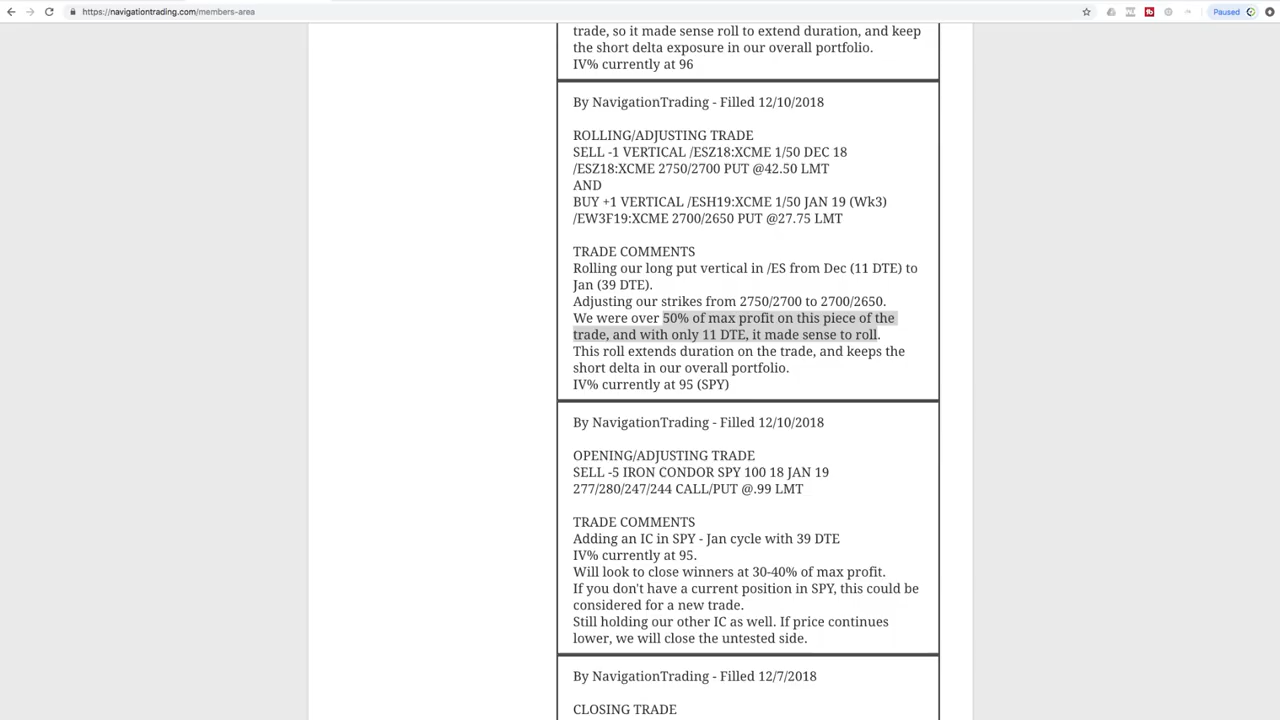 https://navigationtrading.com/members-area
Paused
trade, so it made sense roll to extend duration, and keep
the short delta exposure in our overall portfolio.
IV% currently at 96
By NavigationTrading - Filled 12/10/2018
ROLLING/ADJUSTING TRADE
SELL -1 VERTICAL /ESZ18:XCME 1/50 DEC 18
/ESZ18:XCME 2750/2700 PUT @42.50 LMT
AND
BUY +1 VERTICAL /ESH19:XCME 1/50 JAN 19 (Wk3)
/EW3F19:XCME 2700/2650 PUT @27.75 LMT
TRADE COMMENTS
Rolling our long put vertical in /ES from Dec (11 DTE) to
Jan (39 DTE).
Adjusting our strikes from 2750/2700 to 2700/2650.
We were over 50% of max profit on this piece of the
trade, and with only 11 DTE, it made sense to roll.
This roll extends duration on the trade, and keeps the
short delta in our overall portfolio.
IV% currently at 95 (SPY)
By NavigationTrading - Filled 12/10/2018
OPENING/ADJUSTING TRADE
SELL -5 IRON CONDOR SPY 100 18 JAN 19
277/280/247/244 CALL/PUT @.99 LMT
TRADE COMMENTS
Adding an IC in SPY - Jan cycle with 39 DTE
IV% currently at 95.
Will look to close winners at 30-40% of max profit.
If you don't have a current position in SPY, this could be
considered for a new trade.
Still holding our other IC as well. If price continues
lower, we will close the untested side.
By NavigationTrading - Filled 12/7/2018
CLOSING TRADE